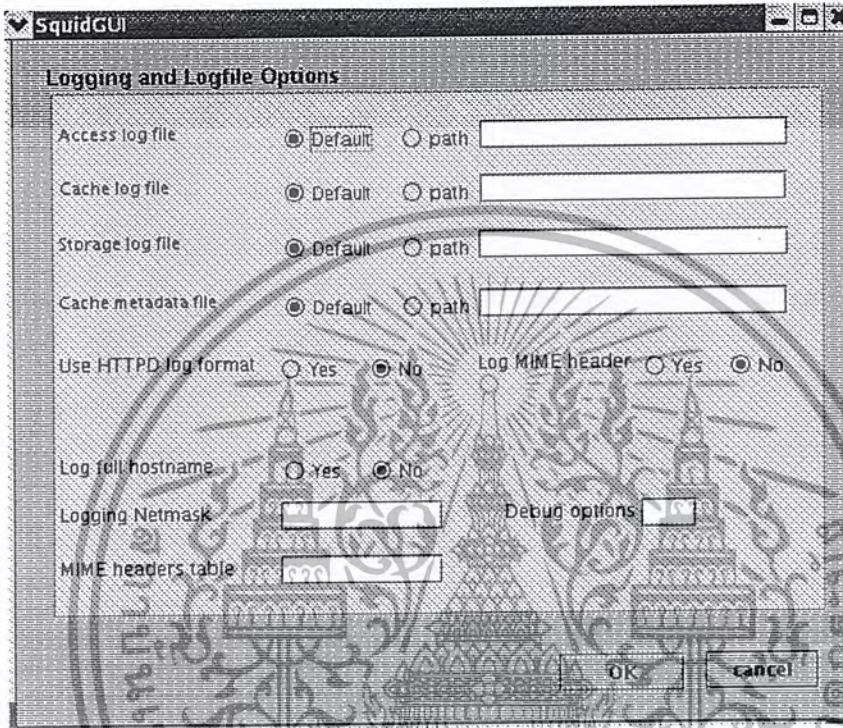 SquidGUI
Logging and Logfile Options
Access log file Default path
Cache log file Default path
Storage log file Default path
Cache metadata file Default path
Use HTTPD log format Yes No Log MIME header Yes No
Log full hostname Yes No
Logging Netmask Debug options
MIME headers table
OK cancel